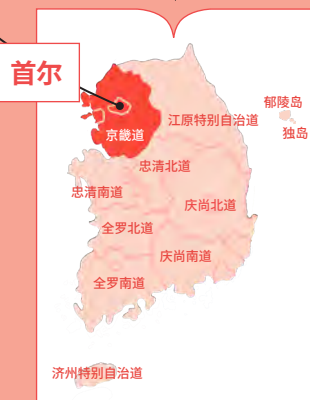 首尔
郁陵岛
江原特别自治道
独岛
京畿道
忠清北道
忠清南道
庆尚北道
全罗北道
庆尚南道
全罗南道
济州特别自治道